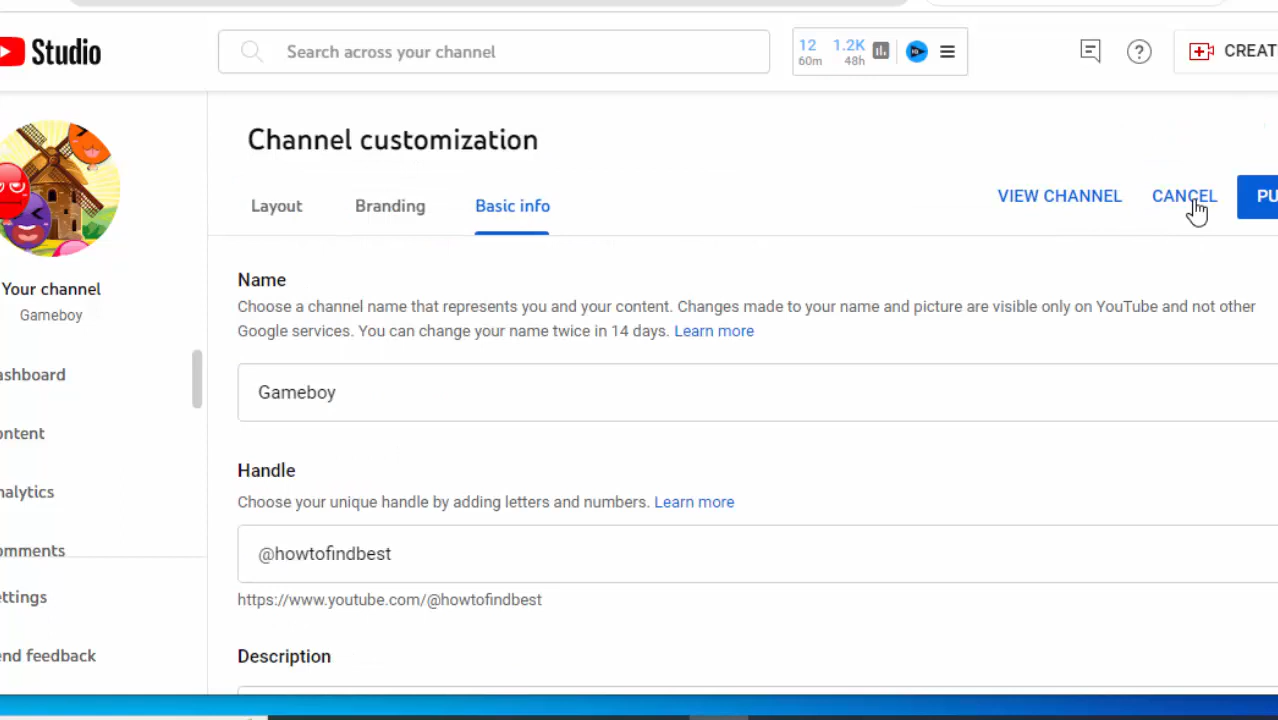 Studio
Search across your channel
12 1.2K
60m 48h
CREAT
Channel customization
Layout Branding Basic info
VIEW CHANNEL CANCEL PU
Your channel
Gameboy
ashboard
ontent
nalytics
omments
ettings
end feedback
Name
Choose a channel name that represents you and your content. Changes made to your name and picture are visible only on YouTube and not other
Google services. You can change your name twice in 14 days. Learn more
Gameboy
Handle
Choose your unique handle by adding letters and numbers. Learn more
@howtofindbest
https://www.youtube.com/@howtofindbest
Description